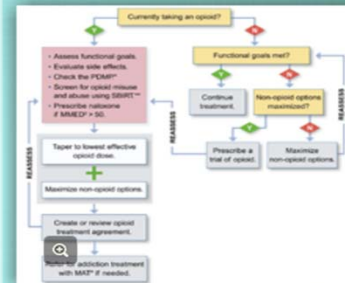 Currently taking an opioid?
Y
N
• Assess functional goals.
• Evaluate side effects.
• Check the PDMP.*
• Screen for opioid misuse
and abuse using SBIRT.**
• Prescribe naloxone
if MMED† > 50.
Functional goals met?
Y
N
Continue
treatment.
Non-opioid options
maximized?
Y
N
REASSESS
REASSESS
Prescribe a
trial of opioid.
Maximize
non-opioid options.
REASSESS
Taper to lowest effective
opioid dose.
+
Maximize non-opioid options.
Create or review opioid
treatment agreement.
for addiction treatment
with MAT if needed.